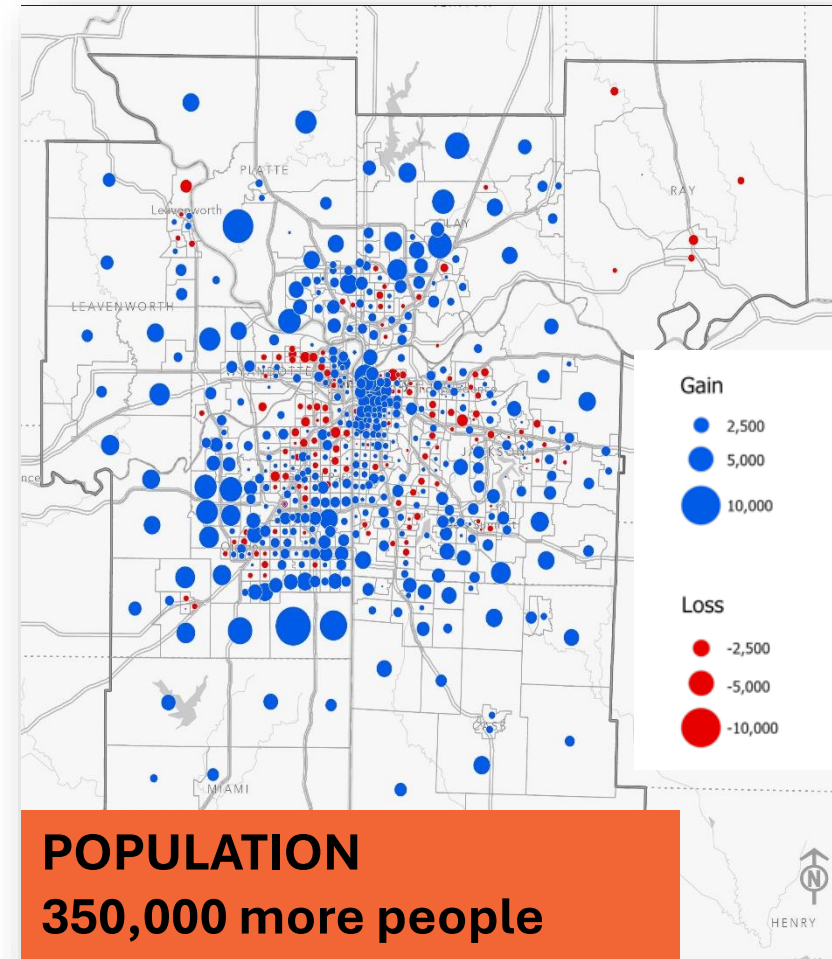 PLATTE
RAY
Leavenworth
CLAY
LEAVENWORTH
JACKSON
CASS
MIAMI
HENRY
N
Gain
2,500
5,000
10,000
Loss
-2,500
-5,000
-10,000
POPULATION
350,000 more people